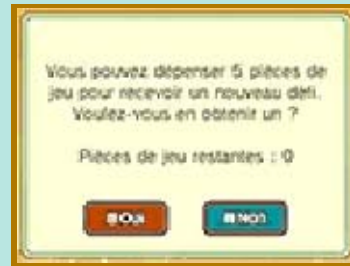 Vous pouvez dépenser 5 pièces de
jeu pour recevoir un nouveau défi.
Voulez-vous en obtenir un ?
Pièces de jeu restantes : 0
Oui
Non